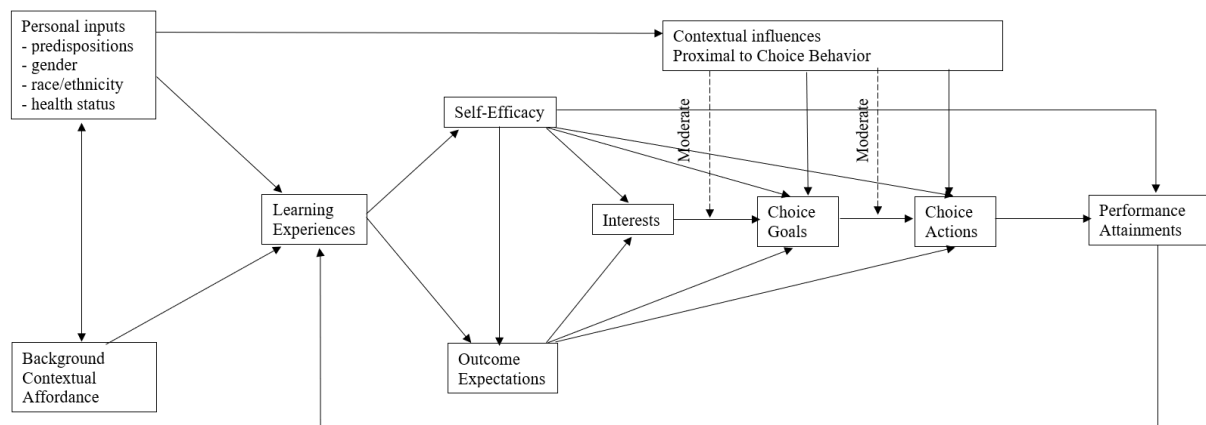 Personal inputs
- predispositions
- gender
- race/ethnicity
- health status
Contextual influences
Proximal to Choice Behavior
Self-Efficacy
Moderate
Moderate
Learning
Experiences
Interests
Choice
Goals
Choice
Actions
Performance
Attainments
Background
Contextual
Affordance
Outcome
Expectations